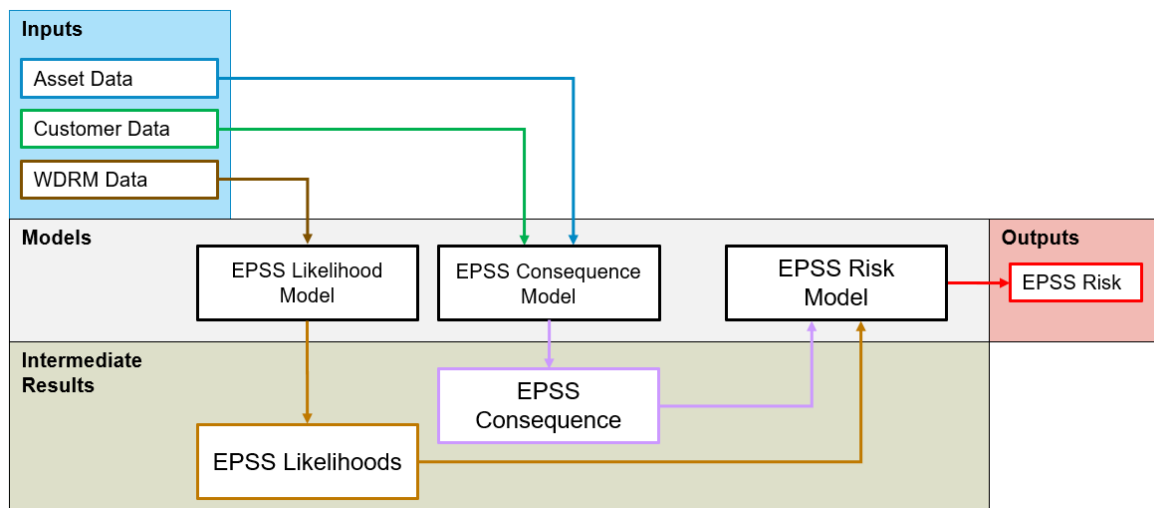 Inputs
Asset Data
Customer Data
WDRM Data
Models
EPSS Likelihood
Model
EPSS Consequence
Model
EPSS Risk
Model
Outputs
EPSS Risk
Intermediate
Results
EPSS
Consequence
EPSS Likelihoods